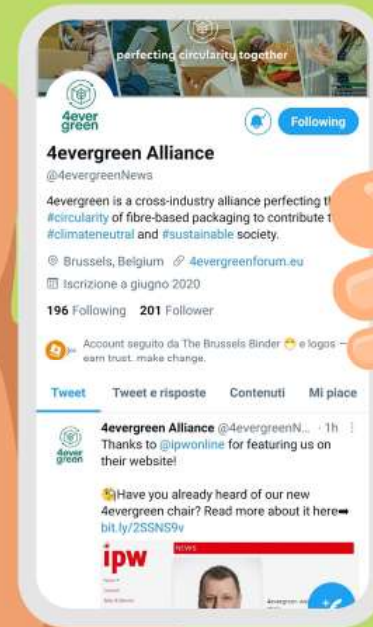 perfecting circularity together
4ever
green
Following
4evergreen Alliance
@4evergreenNews
4evergreen is a cross-industry alliance perfecting t
#circularity of fibre-based packaging to contribute t
#climateneutral and #sustainable society.
Brussels, Belgium 4evergreenforum.eu
Iscrizione a giugno 2020
196 Following 201 Follower
Account seguito da The Brussels Binder e logos —
earn trust. make change.
Tweet Tweet e risposte Contenuti Mi piace
4evergreen Alliance @4evergreenN... · 1h
4ever
green
Thanks to @ipwonline for featuring us on
their website!
Have you already heard of our new
4evergreen chair? Read more about it here➡
bit.ly/2SSNS9v
ipw
NEWS